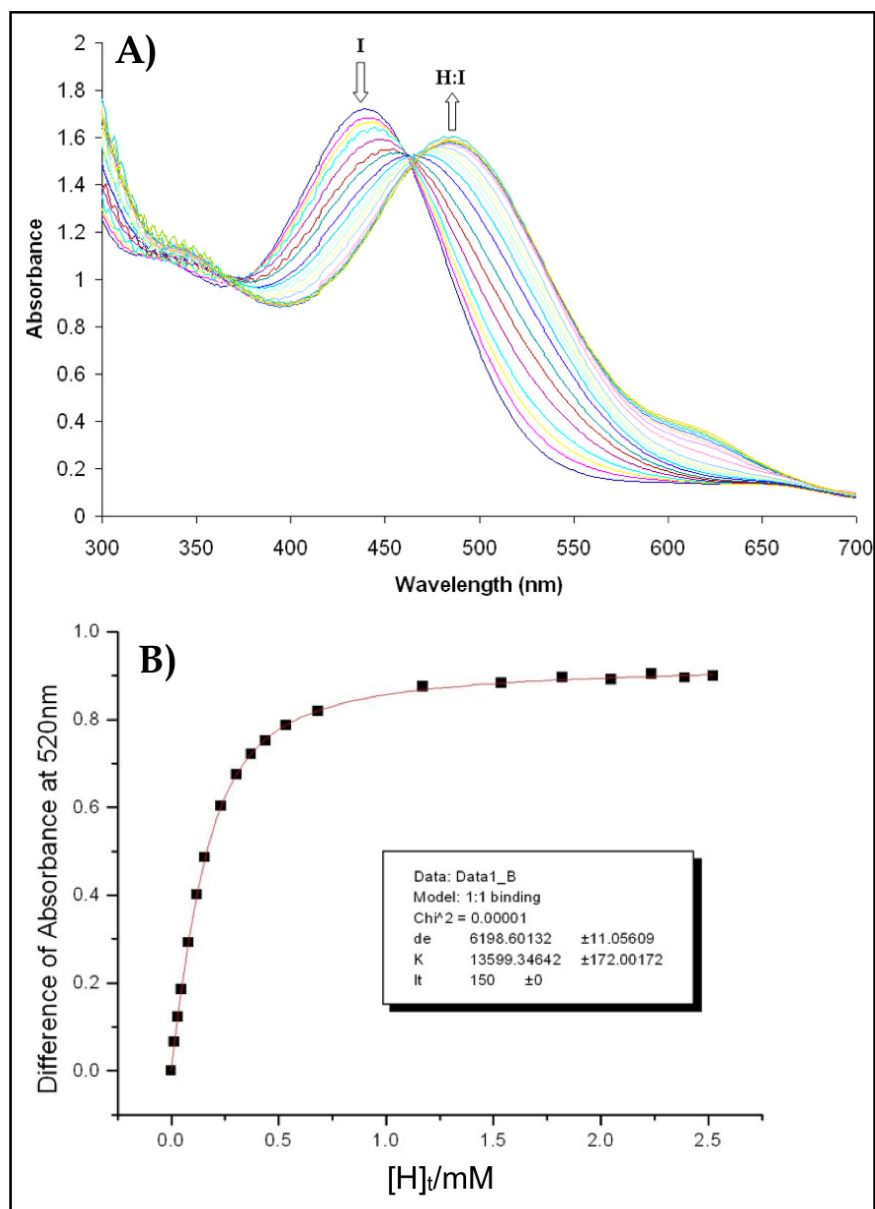 A)
I
H:I
2
1.8
1.6
1.4
1.2
1
0.8
0.6
0.4
0.2
0
Absorbance
300 350 400 450 500 550 600 650 700
Wavelength (nm)
B)
1.0
0.8
0.6
0.4
0.2
0.0
Difference of Absorbance at 520nm
Data: Data1_B
Model: 1:1 binding
Chi^2 = 0.00001
de 6198.60132 ±11.05609
K 13599.34642 ±172.00172
It 150 ±0
0.0 0.5 1.0 1.5 2.0 2.5
[H]t/mM